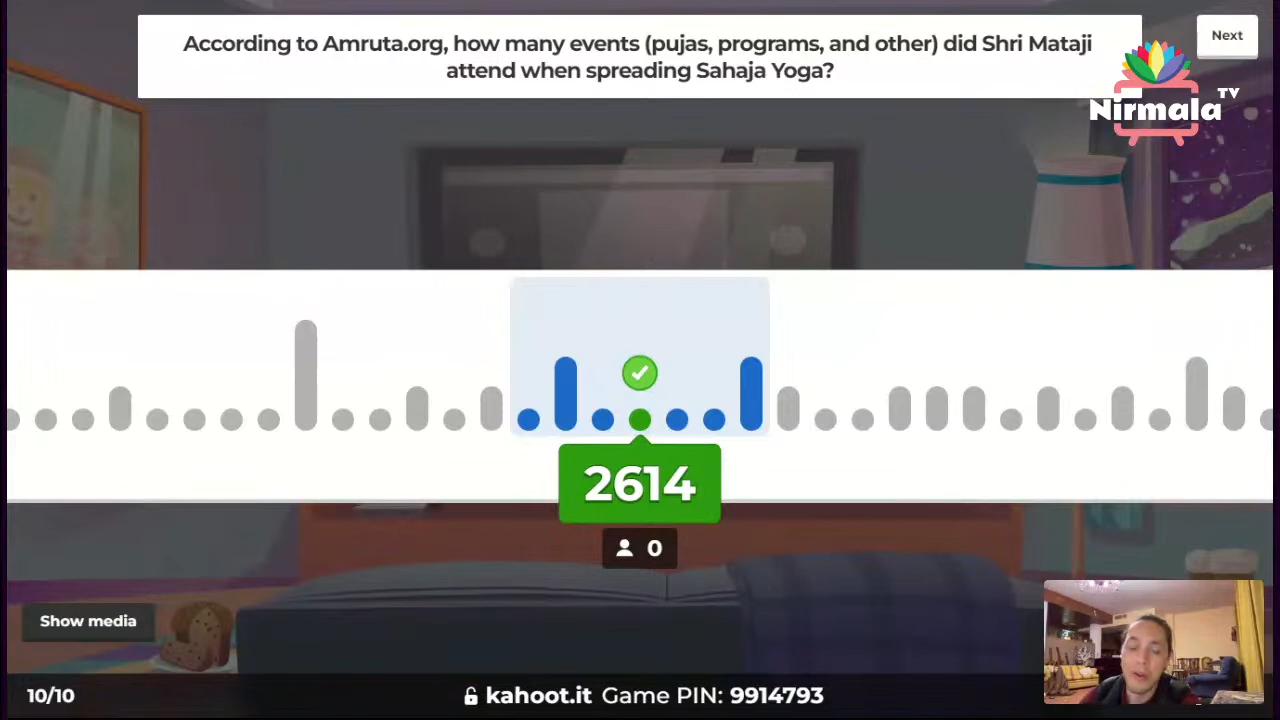 According to Amruta.org, how many events (pujas, programs, and other) did Shri Mataji
attend when spreading Sahaja Yoga?
Next
Nirmala TV
2614
0
Show media
10/10
kahoot.it Game PIN: 9914793